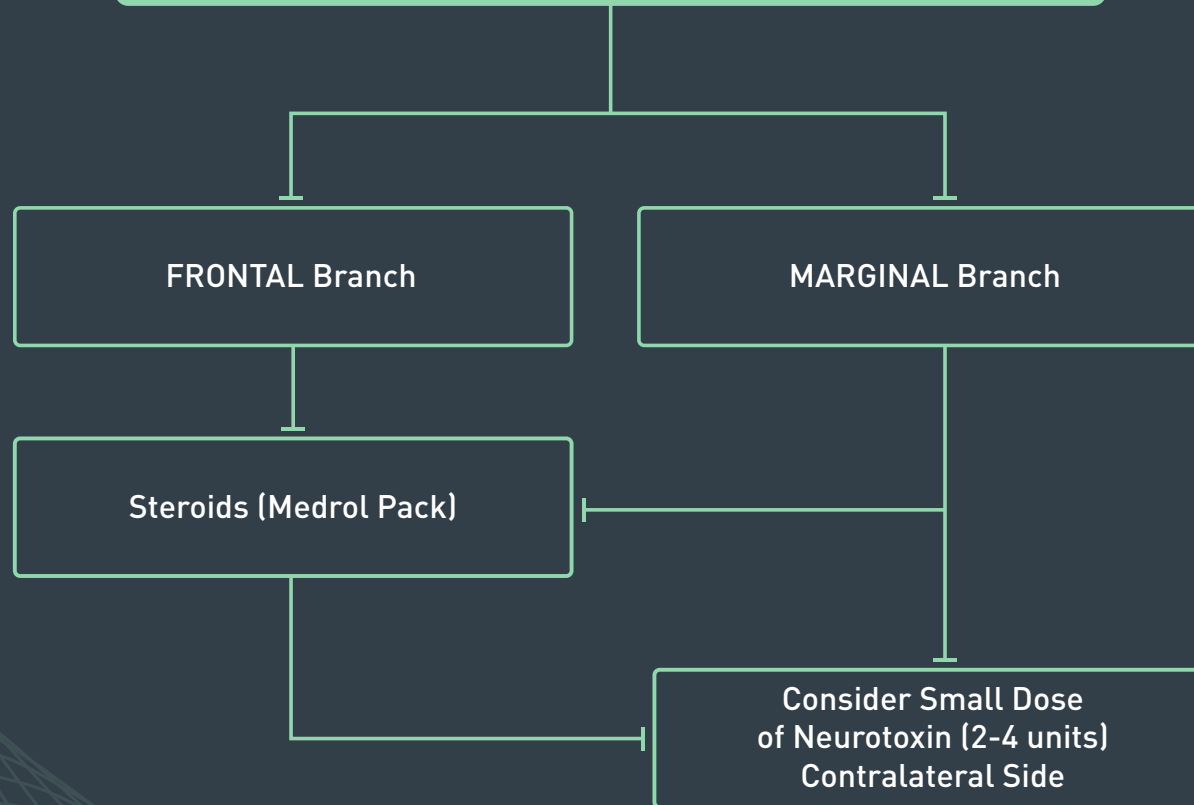 FRONTAL Branch
MARGINAL Branch
Steroids (Medrol Pack)
Consider Small Dose
of Neurotoxin (2-4 units)
Contralateral Side